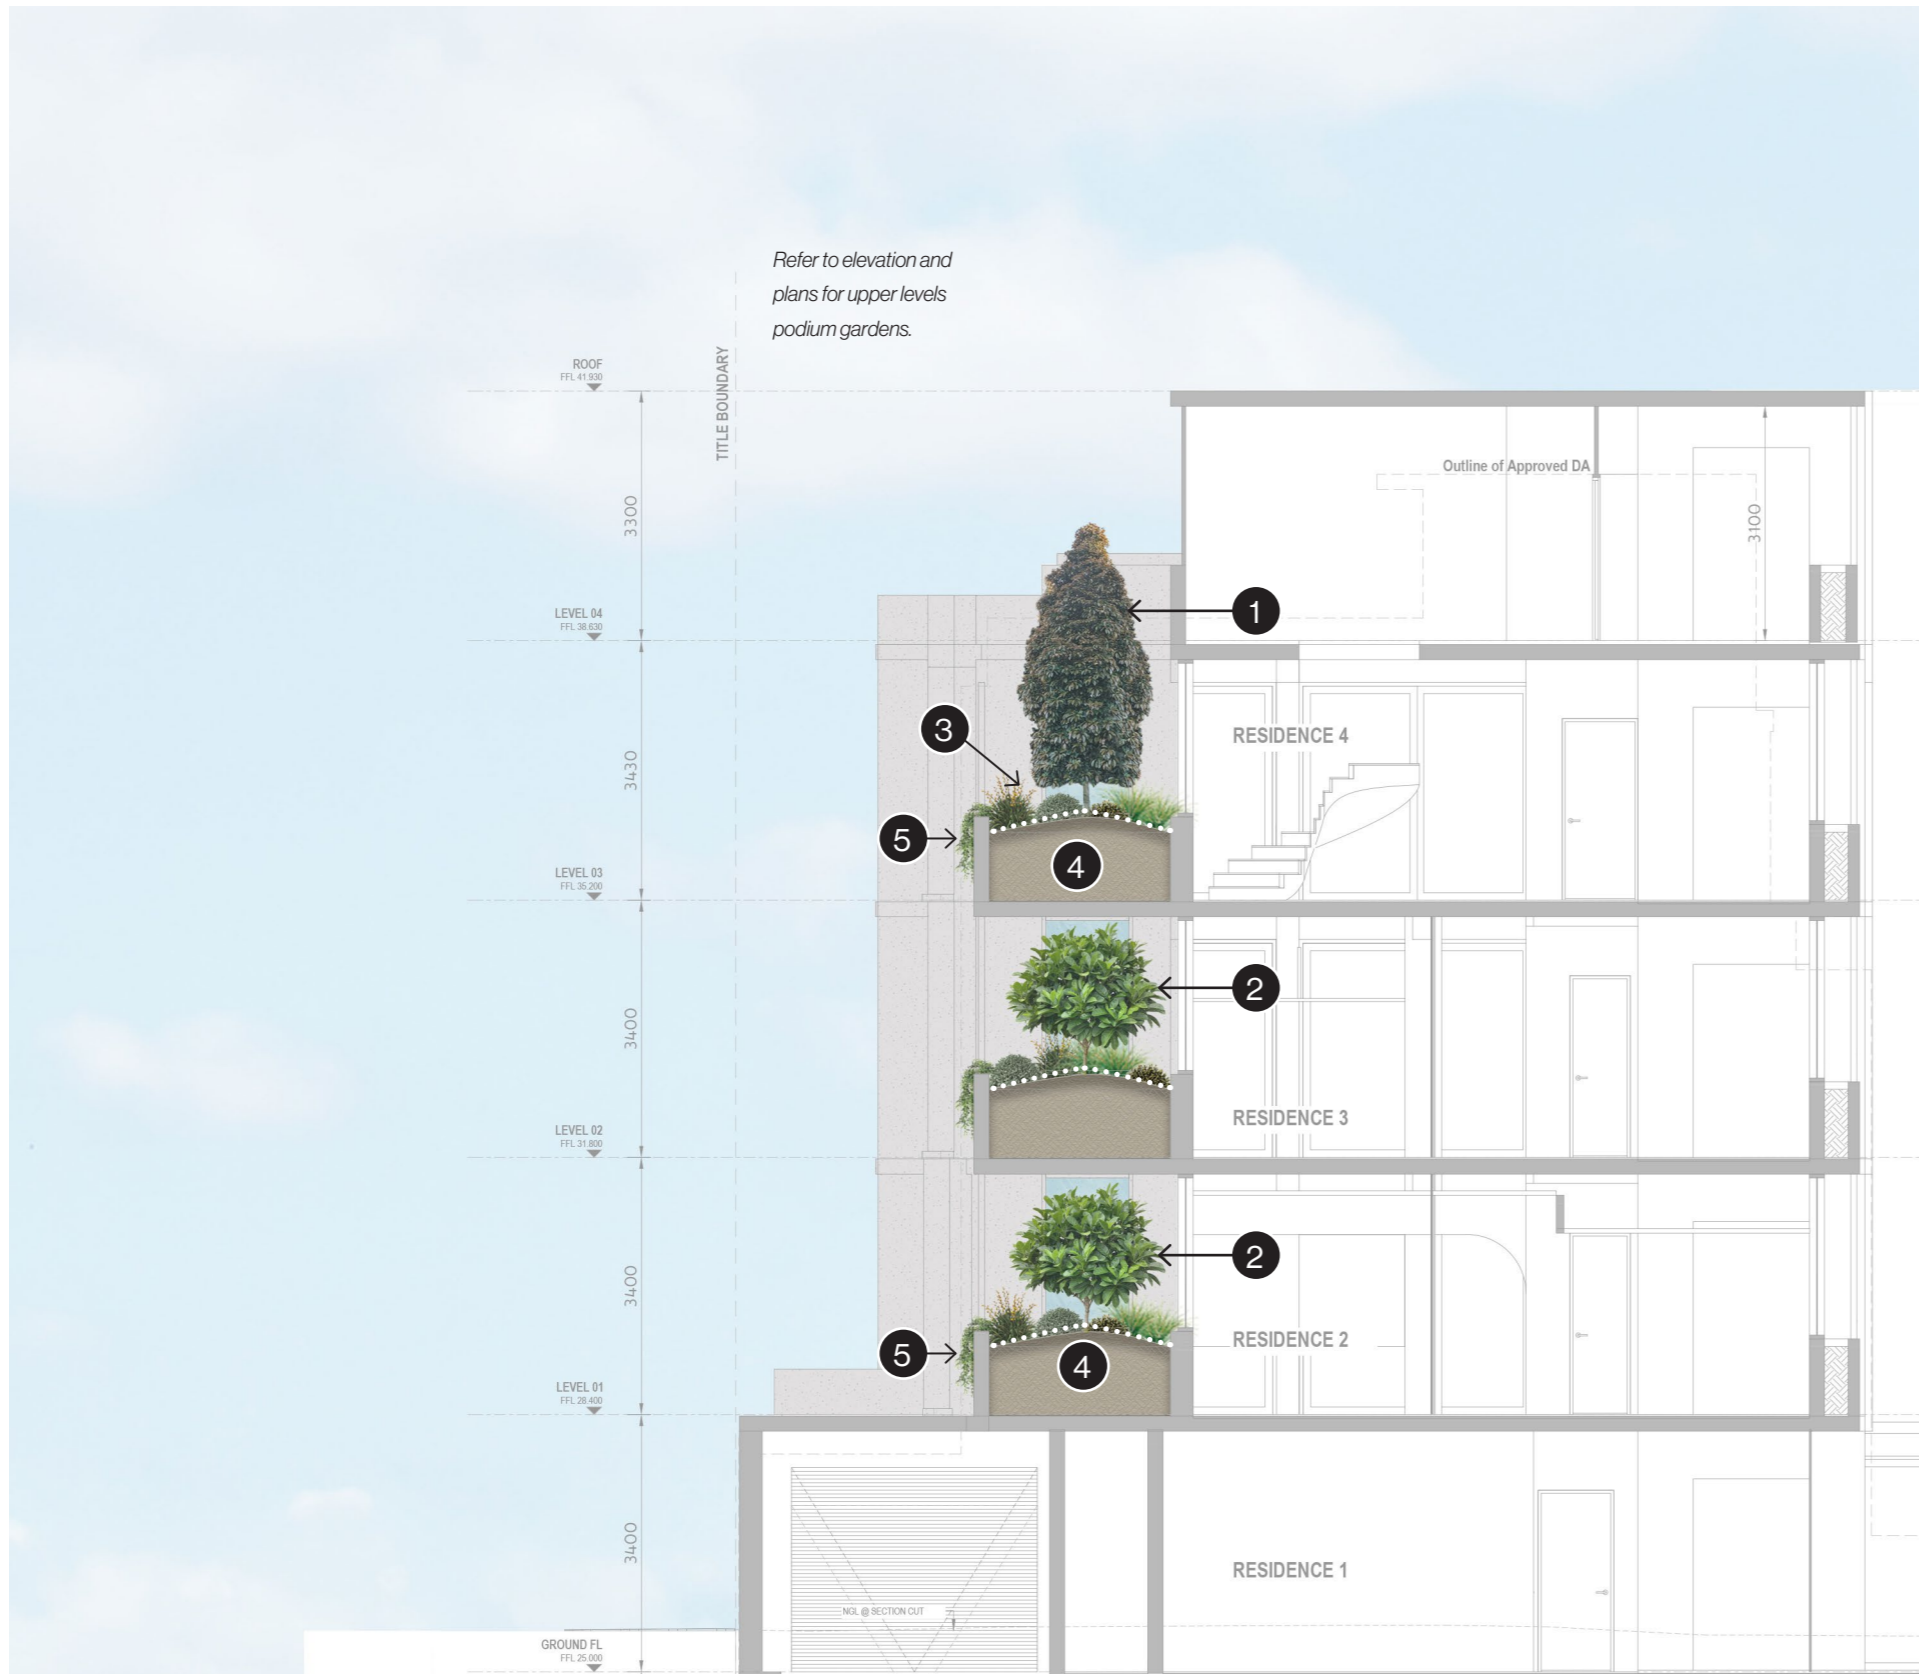 Refer to elevation and
plans for upper levels
podium gardens.
TITLE BOUNDARY
ROOF
FFL 41.930
3300
Outline of Approved DA
3100
1
LEVEL 04
FFL 38.630
3
RESIDENCE 4
3430
5
4
LEVEL 03
FFL 35.200
2
3400
RESIDENCE 3
LEVEL 02
FFL 31.800
2
3400
RESIDENCE 2
5
4
LEVEL 01
FFL 28.400
3400
RESIDENCE 1
NGL @ SECTION CUT
GROUND FL
FFL 25.000